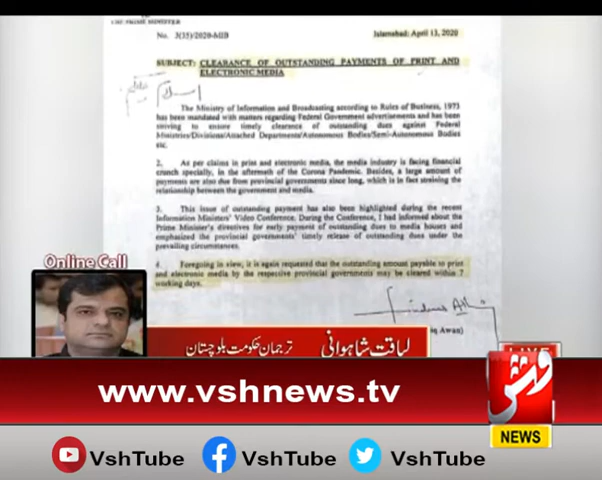 THE PRIME MINISTER
No. 3(35)/2020-MIB
Islamabad: April 13, 2020
SUBJECT: CLEARANCE OF OUTSTANDING PAYMENTS OF PRINT AND
ELECTRONIC MEDIA
The Ministry of Information and Broadcasting according to Rules of Business, 1973
has been mandated with matters regarding Federal Government advertisements and has been
striving to ensure timely clearance of outstanding dues against Federal
Ministries/Divisions/Attached Departments/Autonomous Bodies/Semi-Autonomous Bodies
etc.
2. As per claims in print and electronic media, the media industry is facing financial
crunch specially, in the aftermath of the Corona Pandemic. Besides, a large amount of
payments are also due from provincial governments since long, which is in fact straining the
relationship between the government and media.
3. This issue of outstanding payment has also been highlighted during the recent
Information Ministers' Video Conference. During the Conference, I had informed about the
Prime Minister's directives for early payment of outstanding dues to media houses and
emphasized the provincial governments' timely release of outstanding dues under the
prevailing circumstances.
4. Foregoing in view, it is again requested that the outstanding amount payable to print
and electronic media by the respective provincial governments may be cleared within 7
working days.
Awan)
Online Call
لیاقت شاہوانی ترجمان حکومت بلوچستان
LIVE
www.vshnews.tv
وش
NEWS
VshTube VshTube VshTube